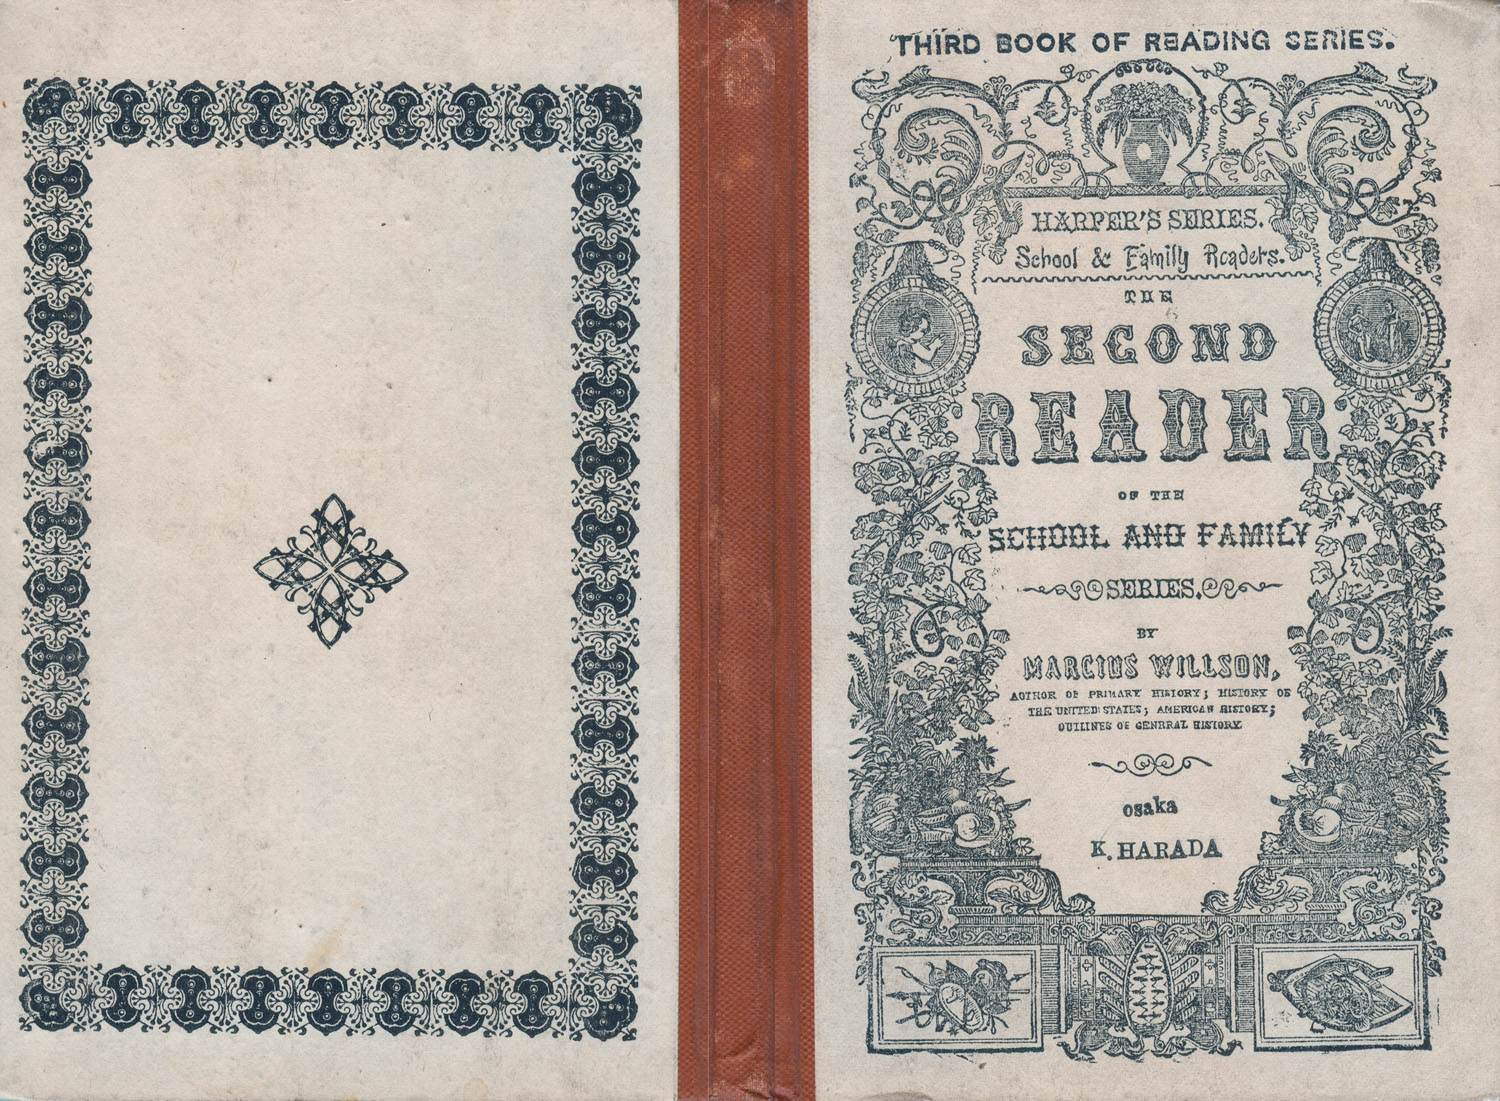 THIRD BOOK OF READING SERIES.
HARPER'S SERIES.
School & Family Readers.
THE
SECOND
READER
OF THE
SCHOOL AND FAMILY
SERIES.
BY
MARCIUS WILLSON,
AUTHOR OF PRIMARY HISTORY; HISTORY OF
THE UNITED STATES; AMERICAN HISTORY;
OUTLINES OF GENERAL HISTORY.
osaka
K. HARADA